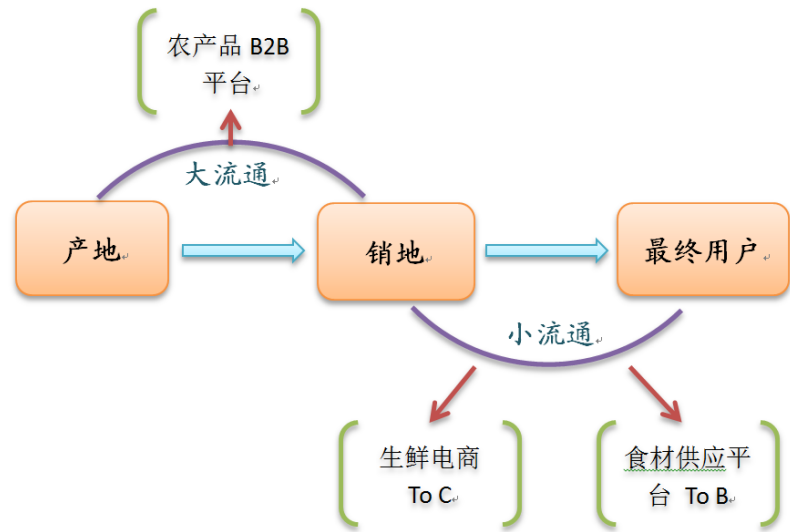 农产品 B2B
平台
大流通
产地
销地
最终用户
小流通
生鲜电商
To C
食材供应平
台 To B